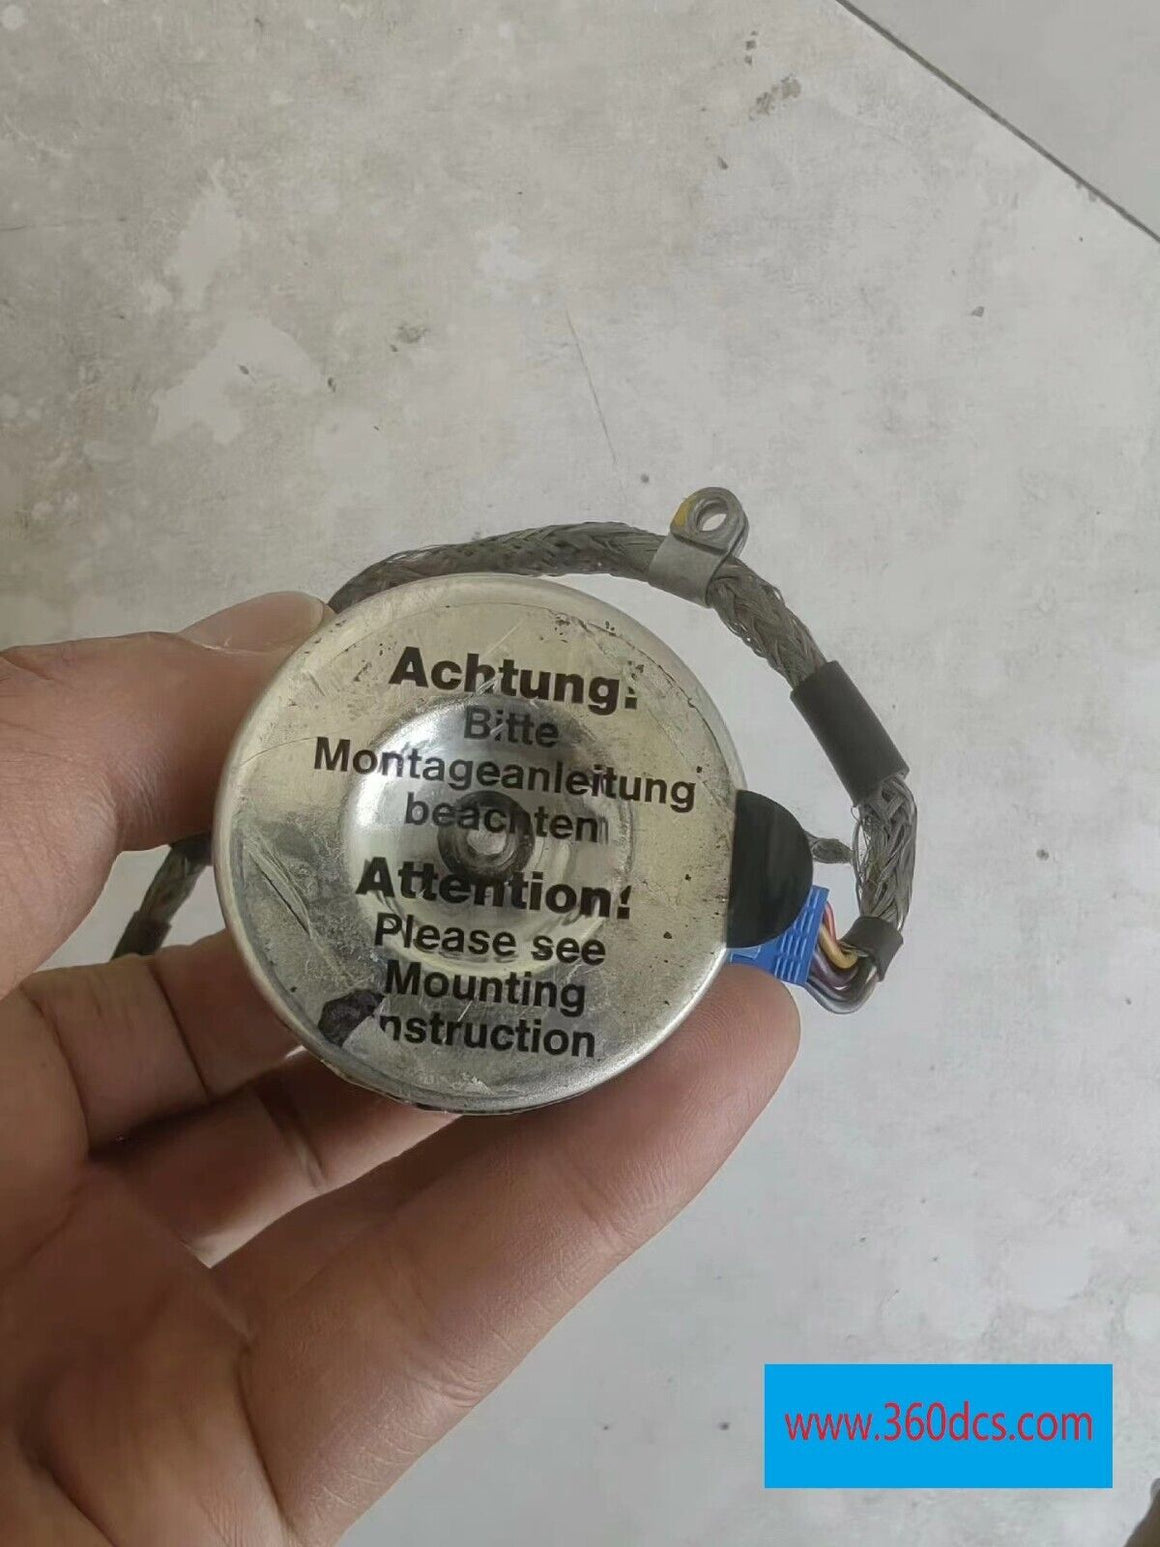 Achtung:
Bitte
Montageanleitung
beachten
Attention!
Please see
Mounting
nstruction
www.360dcs.com